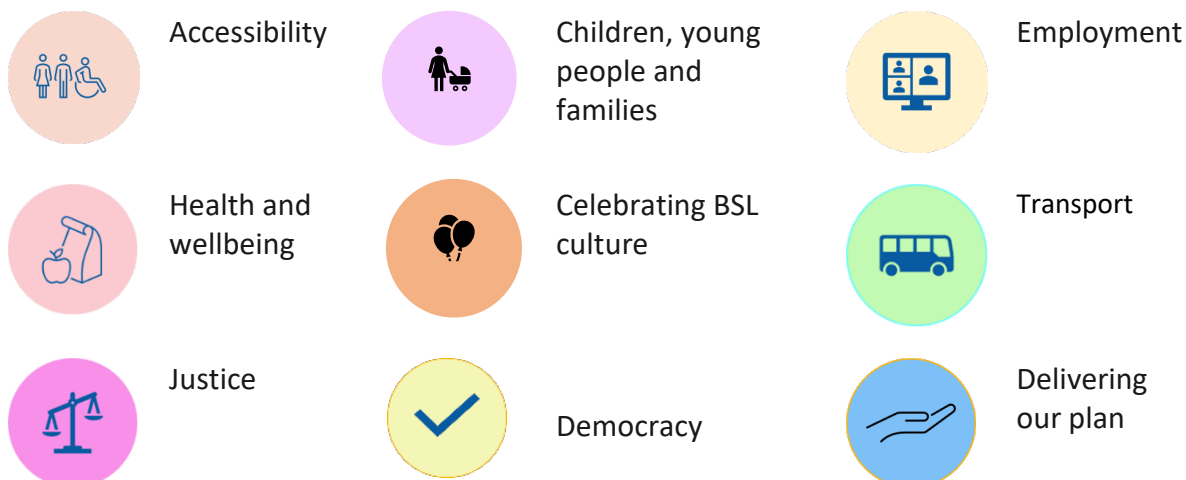 Accessibility
Children, young
people and
families
Employment
Health and
wellbeing
Celebrating BSL
culture
Transport
Justice
Democracy
Delivering
our plan